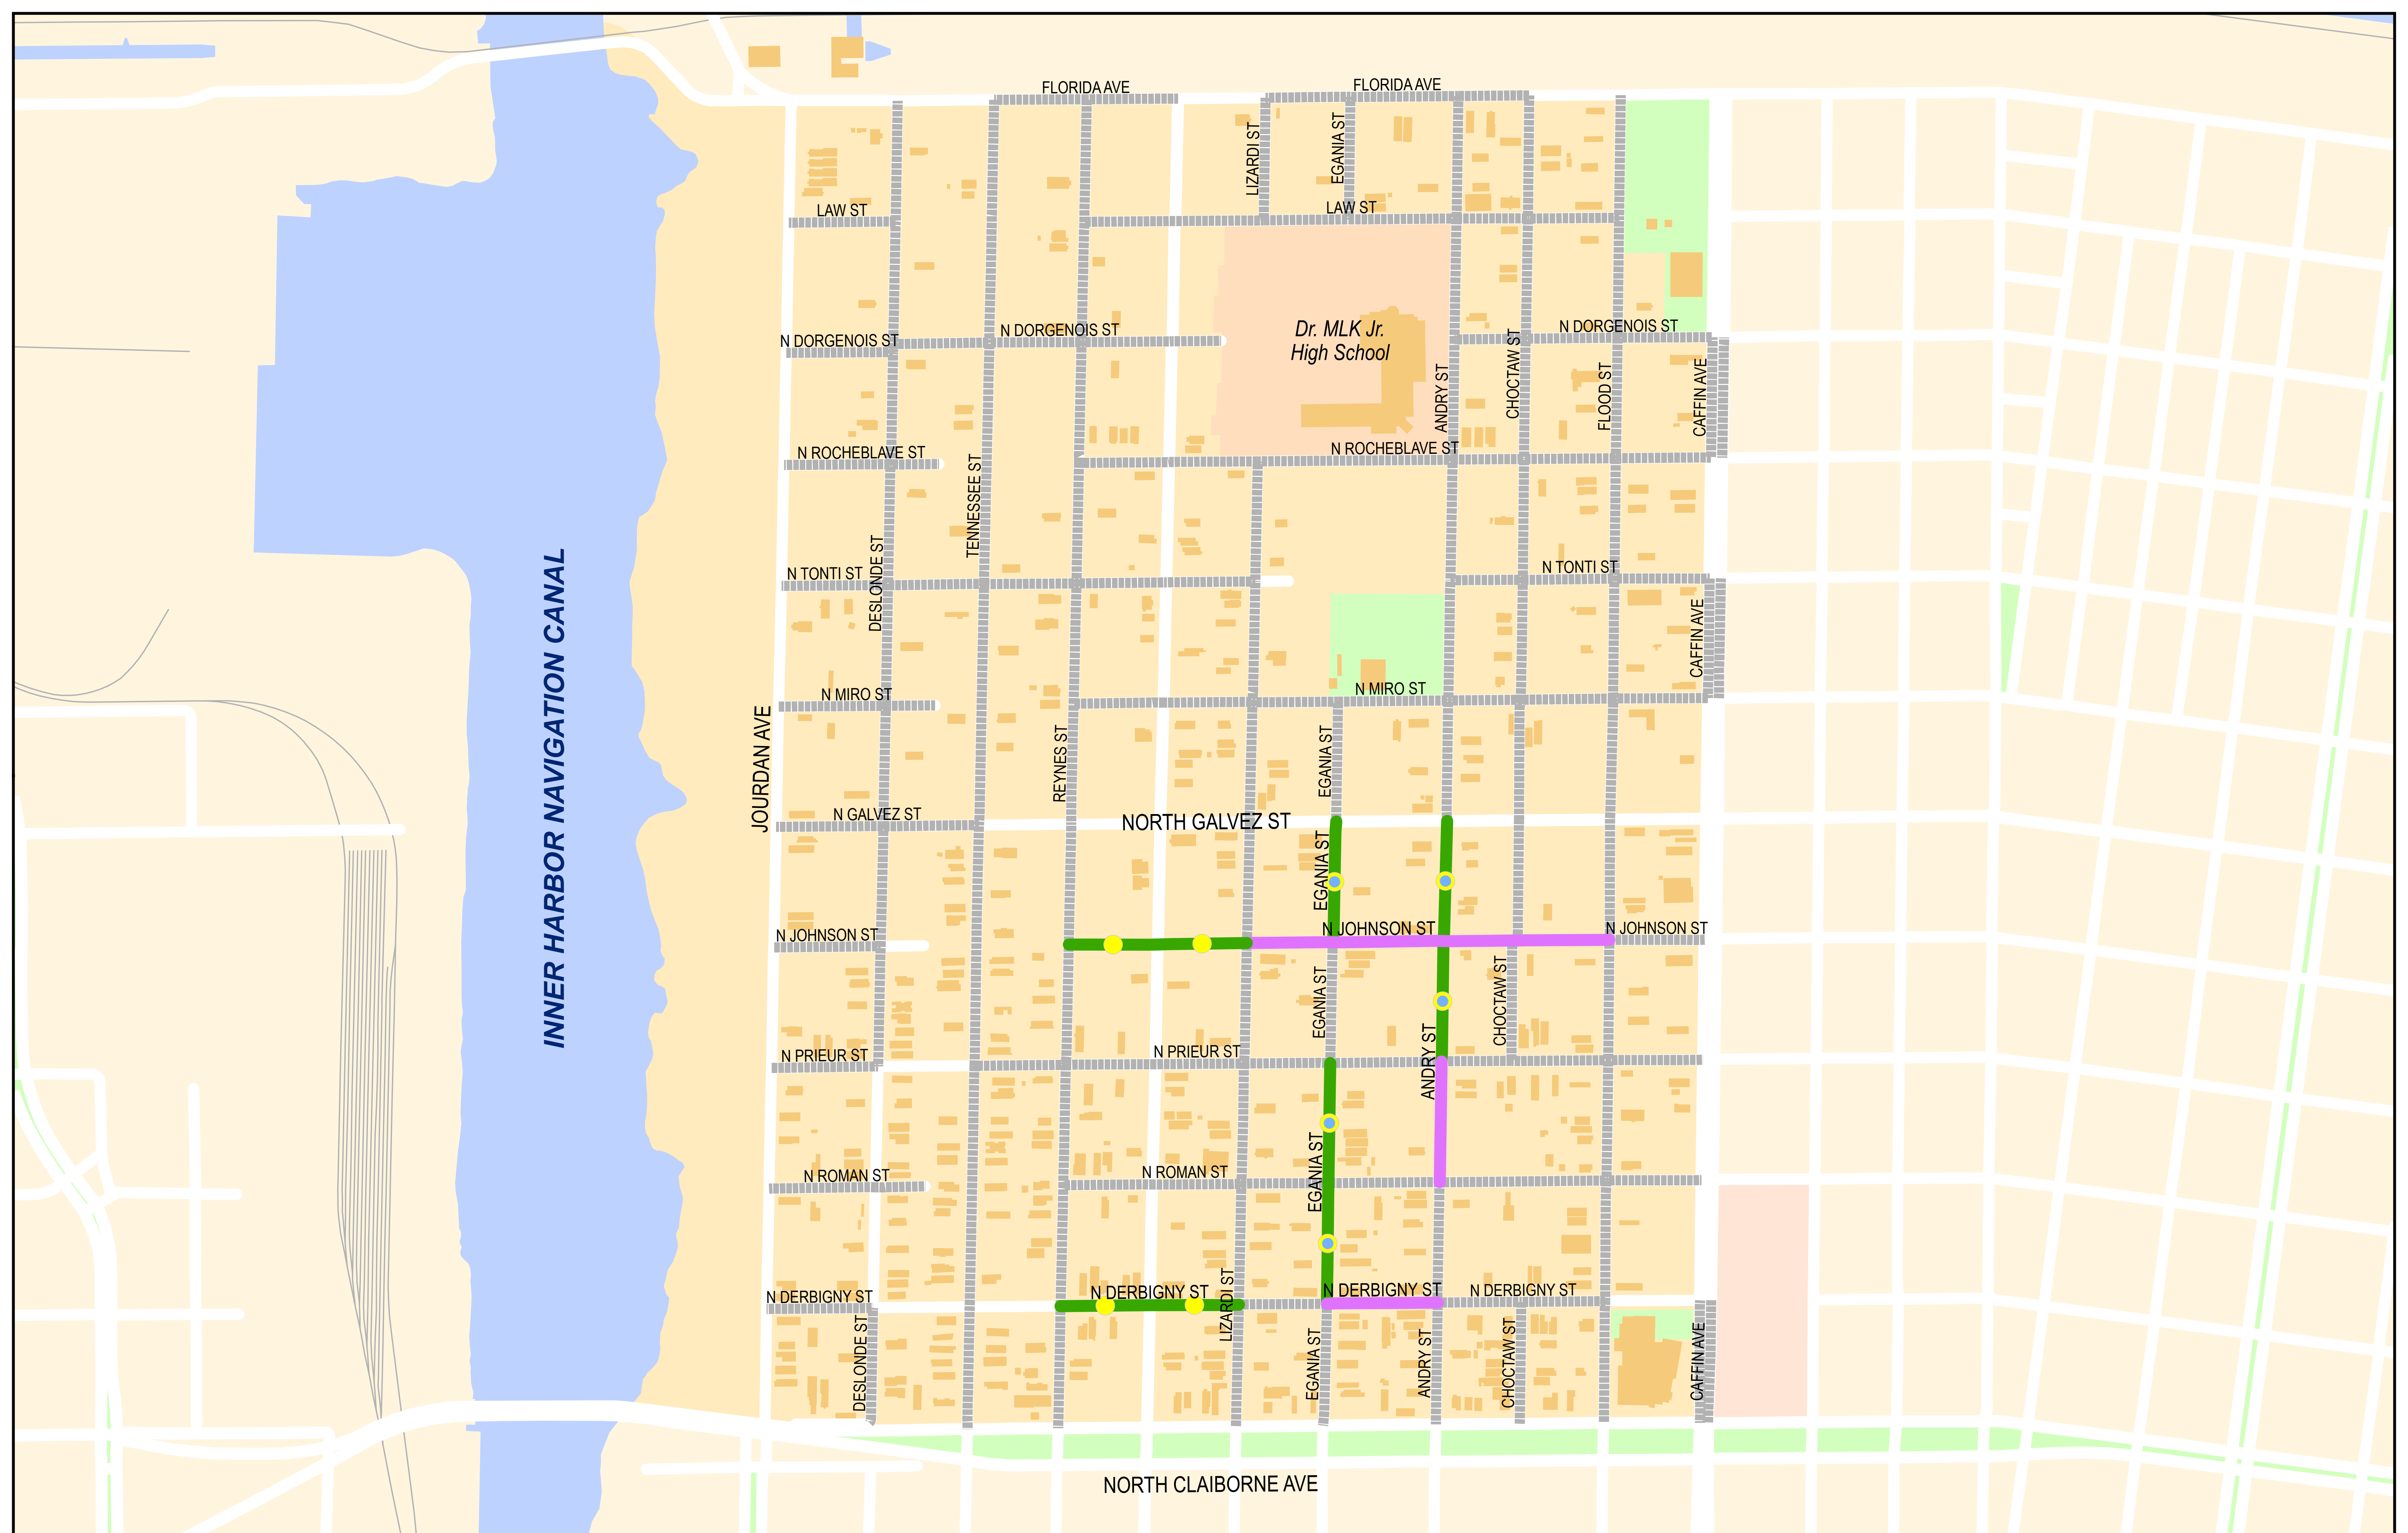 FLORIDA AVE
FLORIDA AVE
LIZARDI ST
EGANIA ST
LAW ST
LAW ST
N DORGENOIS ST
N DORGENOIS ST
Dr. MLK Jr.
High School
N DORGENOIS ST
ANDRY ST
CHOCTAW ST
FLOOD ST
CAFFIN AVE
N ROCHEBLAVE ST
N ROCHEBLAVE ST
TENNESSEE ST
DESLONDE ST
N TONTI ST
N TONTI ST
CAFFIN AVE
INNER HARBOR NAVIGATION CANAL
N MIRO ST
N MIRO ST
JOURDAN AVE
REYNES ST
EGANIA ST
N GALVEZ ST
NORTH GALVEZ ST
EGANIA ST
N JOHNSON ST
N JOHNSON ST
N JOHNSON ST
EGANIA ST
CHOCTAW ST
N PRIEUR ST
N PRIEUR ST
ANDRY ST
N ROMAN ST
N ROMAN ST
EGANIA ST
N DERBIGNY ST
N DERBIGNY ST
LIZARDI ST
N DERBIGNY ST
N DERBIGNY ST
DESLONDE ST
EGANIA ST
ANDRY ST
CHOCTAW ST
CAFFIN AVE
NORTH CLAIBORNE AVE